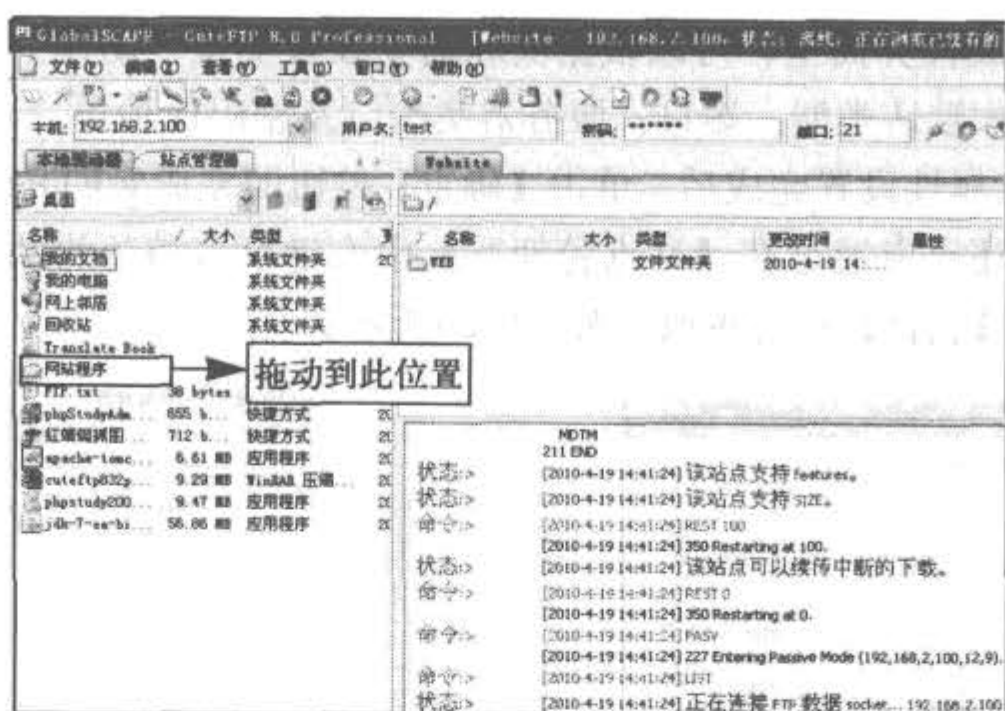 GlobalSCAPE - CuteFTP 8.0 Professional [Website 192.168.2.100, 状态: 离线,
文件(F) 编辑(E) 查看(V) 工具(T) 窗口(W) 帮助(H)
主机: 192.168.2.100 用户名: test 密码: ****** 端口: 21
本地驱动器 站点管理器 Website
桌面 /
名称 大小 类型 名称 大小 类型 更改时间 属性
我的文档 系统文件夹 20 WEB 文件文件夹 2010-4-19 14:...
我的电脑 系统文件夹
网上邻居 系统文件夹
回收站 系统文件夹
Translate Book
网站程序 拖动到此位置
FTP.txt 38 bytes
phpStudyAdm... 855 b... 快捷方式 20
红蜻蜓抓图... 712 b... 快捷方式 20
apache-tomc... 6.61 MB 应用程序 20
cuteftp832p... 9.29 MB WinRAR 压缩... 20
phpstudy200... 9.47 MB 应用程序 20
jdk-7-ea-bi... 56.86 MB 应用程序 20
MDTM
211 END
状态:> [2010-4-19 14:41:24] 该站点支持 features。
状态:> [2010-4-19 14:41:24] 该站点支持 SIZE。
命令:> [2010-4-19 14:41:24] REST 100
[2010-4-19 14:41:24] 350 Restarting at 100.
状态:> [2010-4-19 14:41:24] 该站点可以续传中断的下载。
命令:> [2010-4-19 14:41:24] REST 0
[2010-4-19 14:41:24] 350 Restarting at 0.
命令:> [2010-4-19 14:41:24] PASV
[2010-4-19 14:41:24] 227 Entering Passive Mode (192,168,2,100,12,9).
命令:> [2010-4-19 14:41:24] LIST
状态:> [2010-4-19 14:41:24] 正在连接 FTP 数据 socket... 192.168.2.100